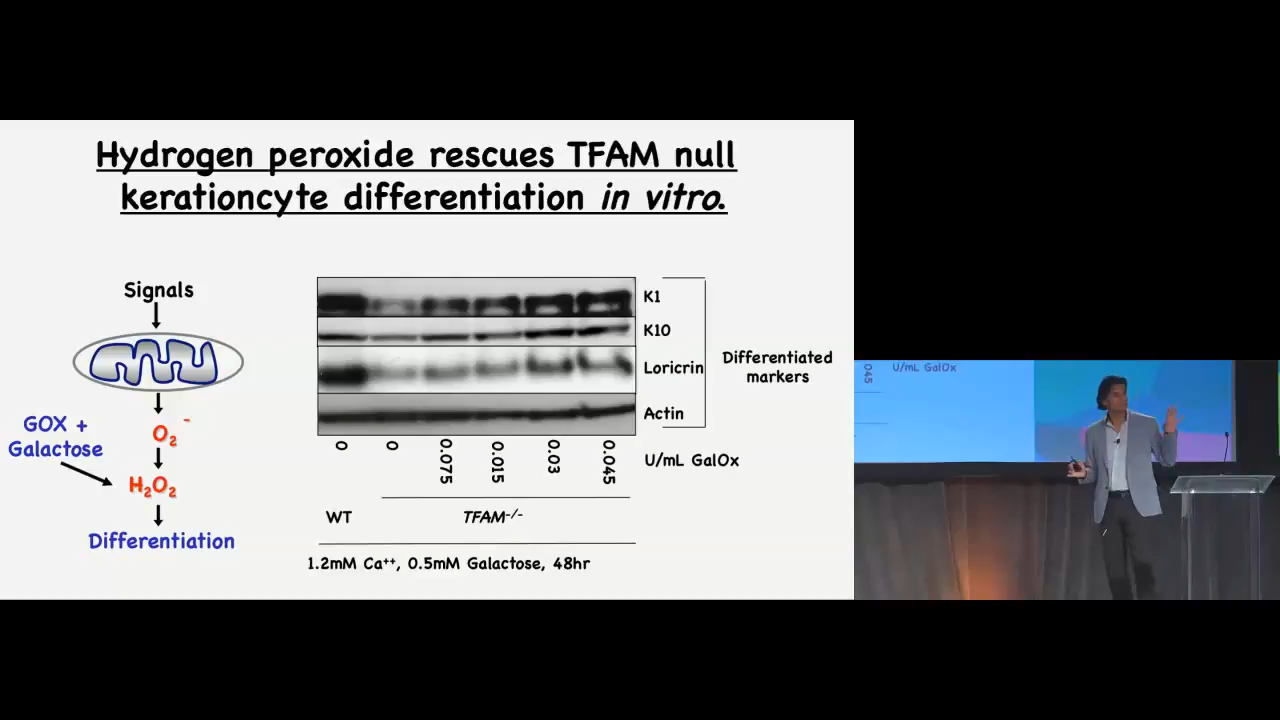 Hydrogen peroxide rescues TFAM null
kerationcyte differentiation in vitro.
Signals
O₂⁻
GOX +
Galactose
H₂O₂
Differentiation
K1
K10
Loricrin
Actin
Differentiated
markers
0 0 0.075 0.015 0.03 0.045
U/mL GalOx
WT TFAM⁻/⁻
1.2mM Ca⁺⁺, 0.5mM Galactose, 48hr
045 U/mL GalOx